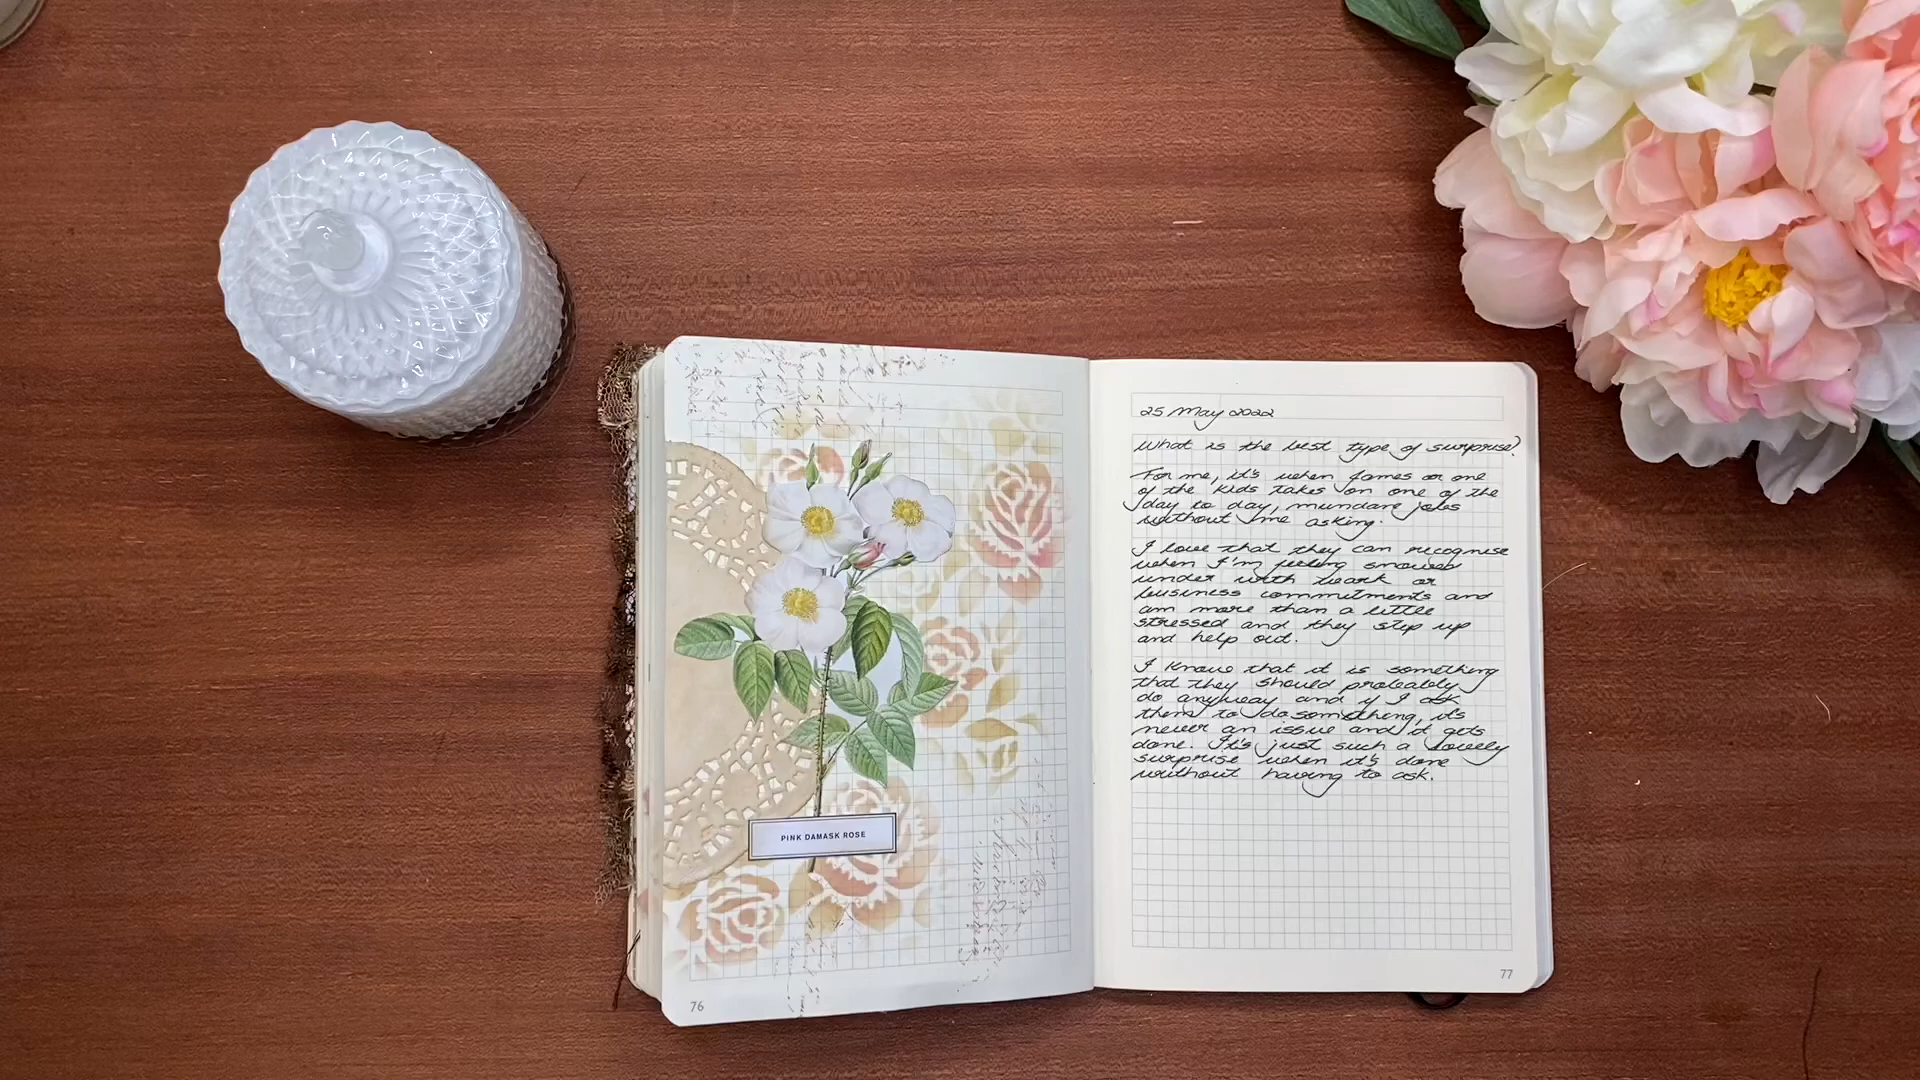 PINK DAMASK ROSE
76
25 May 2022
What is the best type of surprise?
For me, it's when James or one
of the kids takes on one of the
day to day, mundane jobs
without me asking.
I love that they can recognise
when I'm feeling snowed
under with work or
business commitments and
am more than a little
stressed and they step up
and help out.
I know that it is something
that they should probably
do anyway and if I ask
them to do something, it's
never an issue and it gets
done. It's just such a lovely
surprise when it's done
without having to ask.
77